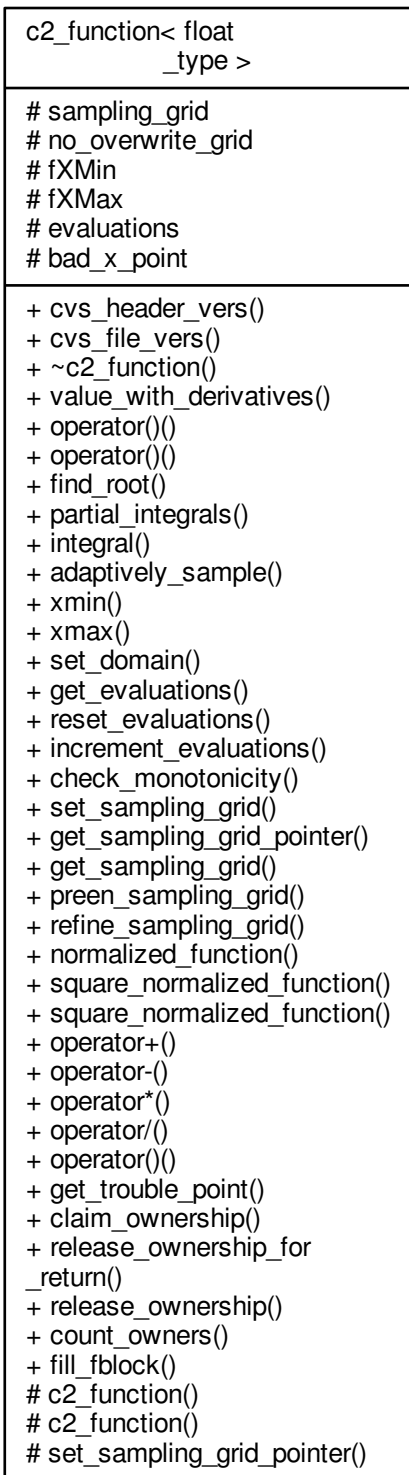 c2_function< float
_type >
# sampling_grid
# no_overwrite_grid
# fXMin
# fXMax
# evaluations
# bad_x_point
+ cvs_header_vers()
+ cvs_file_vers()
+ ~c2_function()
+ value_with_derivatives()
+ operator()()
+ operator()()
+ find_root()
+ partial_integrals()
+ integral()
+ adaptively_sample()
+ xmin()
+ xmax()
+ set_domain()
+ get_evaluations()
+ reset_evaluations()
+ increment_evaluations()
+ check_monotonicity()
+ set_sampling_grid()
+ get_sampling_grid_pointer()
+ get_sampling_grid()
+ preen_sampling_grid()
+ refine_sampling_grid()
+ normalized_function()
+ square_normalized_function()
+ square_normalized_function()
+ operator+()
+ operator-()
+ operator*()
+ operator/()
+ operator()()
+ get_trouble_point()
+ claim_ownership()
+ release_ownership_for
_return()
+ release_ownership()
+ count_owners()
+ fill_fblock()
# c2_function()
# c2_function()
# set_sampling_grid_pointer()